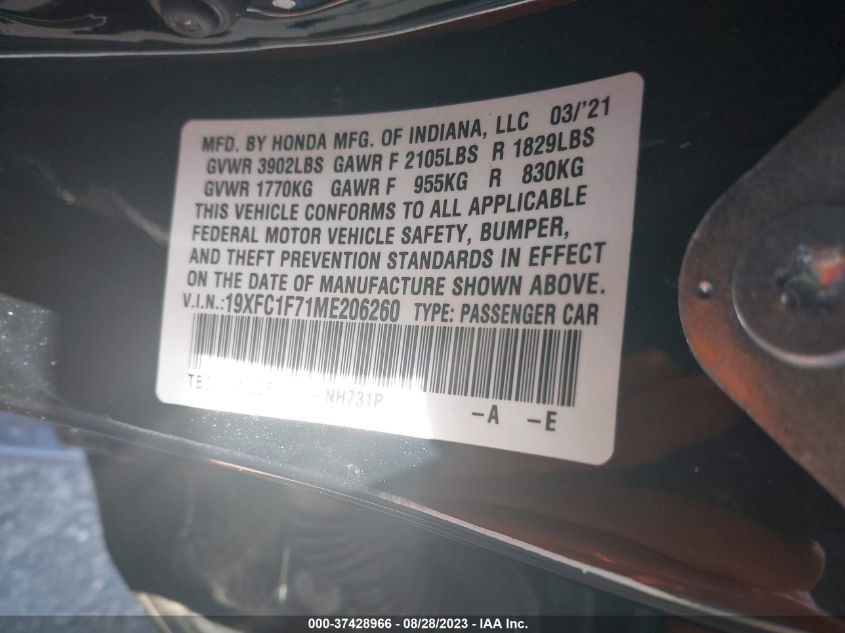 MFD. BY HONDA MFG. OF INDIANA, LLC 03/'21
GVWR 3902LBS GAWR F 2105LBS R 1829LBS
GVWR 1770KG GAWR F 955KG R 830KG
THIS VEHICLE CONFORMS TO ALL APPLICABLE
FEDERAL MOTOR VEHICLE SAFETY, BUMPER,
AND THEFT PREVENTION STANDARDS IN EFFECT
ON THE DATE OF MANUFACTURE SHOWN ABOVE.
V.I.N.:19XFC1F71ME206260 TYPE: PASSENGER CAR
NH731P -A -E
000-37428966 / 08/28/2023 - IAA Inc.